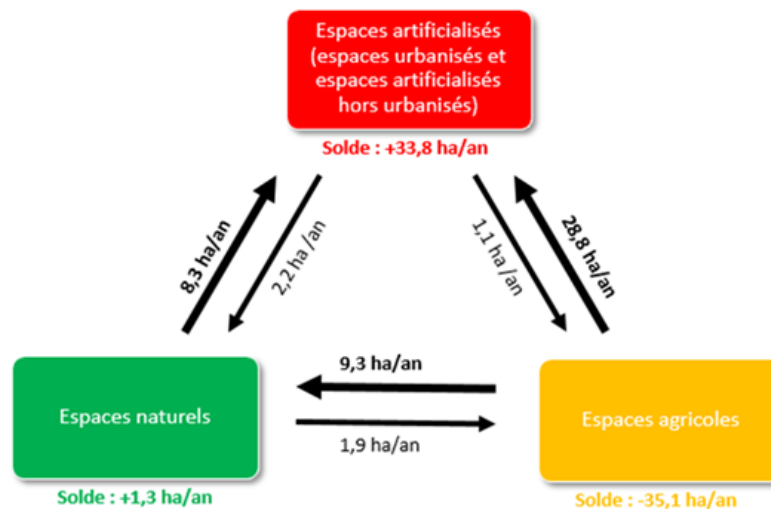 Espaces artificialisés
(espaces urbanisés et
espaces artificialisés
hors urbanisés)
Solde : +33,8 ha/an
8,3 ha/an
2,2 ha /an
1,1 ha /an
28,8 ha/an
9,3 ha/an
Espaces naturels
Espaces agricoles
1,9 ha/an
Solde : +1,3 ha/an
Solde : -35,1 ha/an